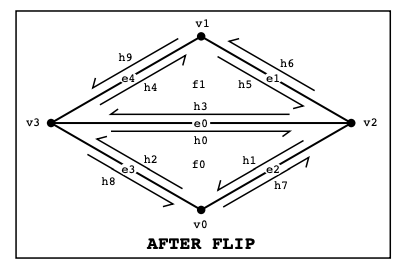 v1
h9 h6
e4 e1
h4 f1 h5
h3
v3 e0 v2
h0
h2 f0 h1
e3 e2
h8 h7
v0
AFTER FLIP